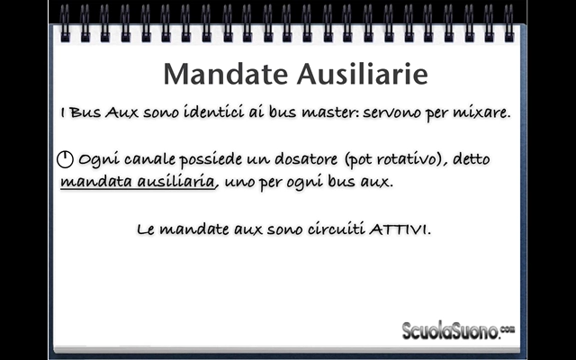 Mandate Ausiliarie
I Bus Aux sono identici ai bus master: servono per mixare.
Ogni canale possiede un dosatore (pot rotativo), detto
mandata ausiliaria, uno per ogni bus aux.
Le mandate aux sono circuiti ATTIVI.
ScuolaSuono.com